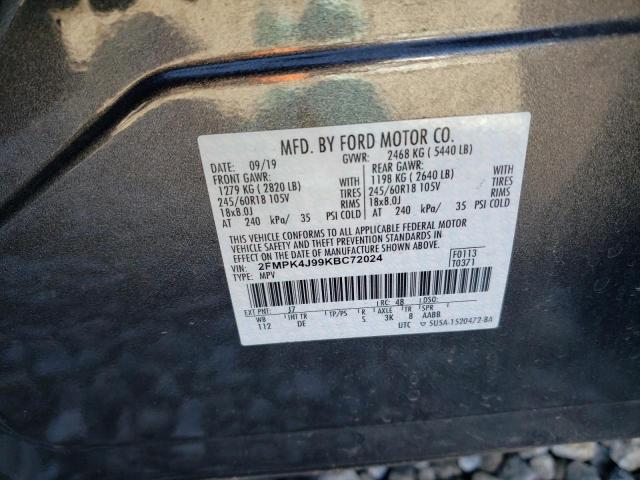 MFD. BY FORD MOTOR CO.
DATE: 09/19 GVWR: 2468 KG ( 5440 LB)
FRONT GAWR: REAR GAWR:
1279 KG ( 2820 LB) WITH 1198 KG ( 2640 LB) WITH
245/60R18 105V TIRES 245/60R18 105V TIRES
18x8.0J RIMS 18x8.0J RIMS
AT 240 kPa/ 35 PSI COLD AT 240 kPa/ 35 PSI COLD
THIS VEHICLE CONFORMS TO ALL APPLICABLE FEDERAL MOTOR
VEHICLE SAFETY AND BUMPER STANDARDS IN
EFFECT ON THE DATE OF MANUFACTURE SHOWN ABOVE.
VIN: 2FMPK4J99KBC72024 F0113
TYPE: MPV T0371
EXT PNT: J7 RC: 48 DSO:
WB INT TR TP/PS R AXLE TR SPR
112 DE S 3K 8 AABB
UTC SU5A-1520472-BA